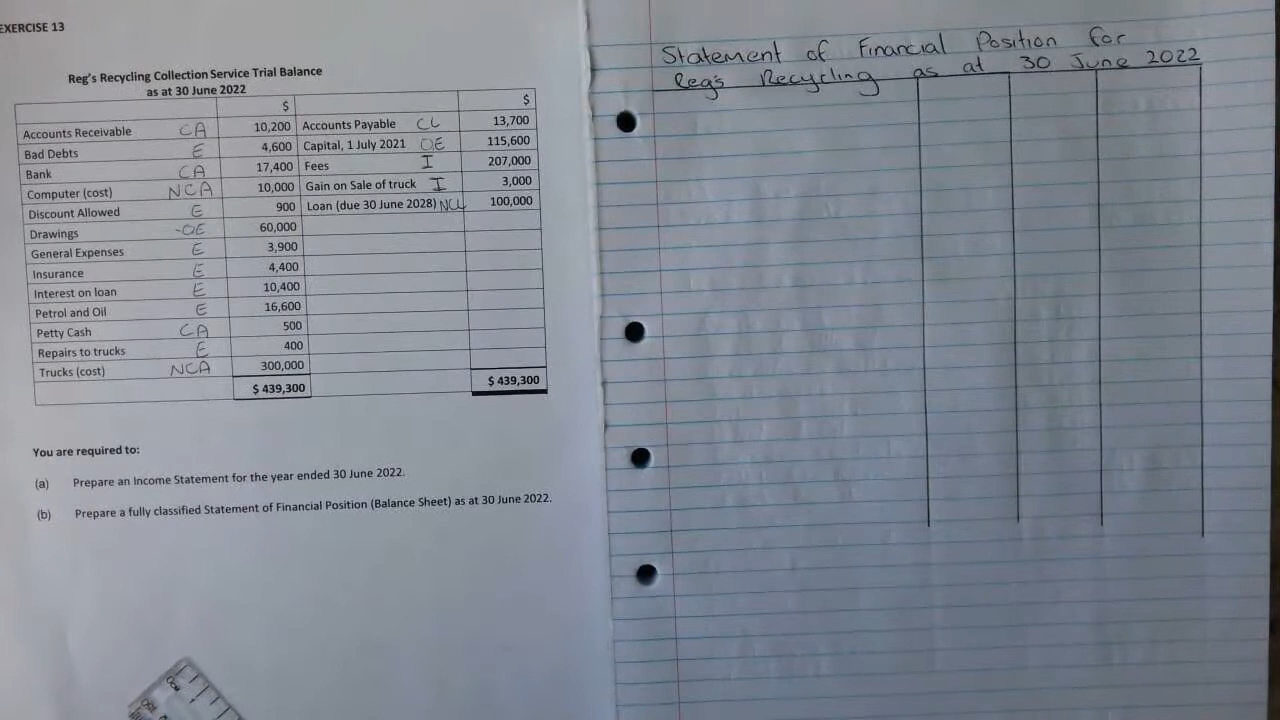 EXERCISE 13
Reg's Recycling Collection Service Trial Balance
as at 30 June 2022
$ $
Accounts Receivable CA 10,200 Accounts Payable CL 13,700
Bad Debts E 4,600 Capital, 1 July 2021 OE 115,600
Bank CA 17,400 Fees I 207,000
Computer (cost) NCA 10,000 Gain on Sale of truck I 3,000
Discount Allowed E 900 Loan (due 30 June 2028) NCL 100,000
Drawings -OE 60,000
General Expenses E 3,900
Insurance E 4,400
Interest on loan E 10,400
Petrol and Oil E 16,600
Petty Cash CA 500
Repairs to trucks E 400
Trucks (cost) NCA 300,000
$ 439,300 $ 439,300
You are required to:
(a) Prepare an Income Statement for the year ended 30 June 2022.
(b) Prepare a fully classified Statement of Financial Position (Balance Sheet) as at 30 June 2022.
Statement of Financial Position for
Reg's Recycling as at 30 June 2022